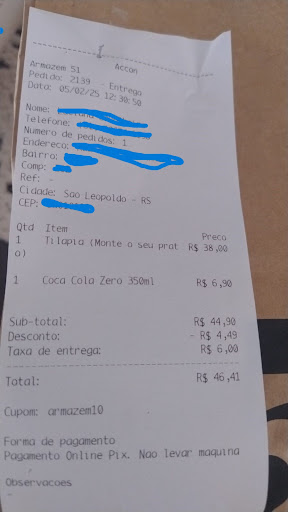 Accon
Armazem 51
Pedido: 2139 - Entrega
Data: 05/02/25 12:30:50
Nome:
Telefone:
Numero de pedidos: 1
Endereco:
Bairro:
Comp:
Ref: -
Cidade: Sao Leopoldo - RS
CEP:
Qtd Item Preco
1 Tilapia (Monte o seu prat R$ 38,00
o)
1 Coca Cola Zero 350ml R$ 6,90
Sub-total: R$ 44,90
Desconto: - R$ 4,49
Taxa de entrega: R$ 6,00
Total: R$ 46,41
Cupom: armazem10
Forma de pagamento
Pagamento Online Pix. Nao levar maquina
Observacoes
-